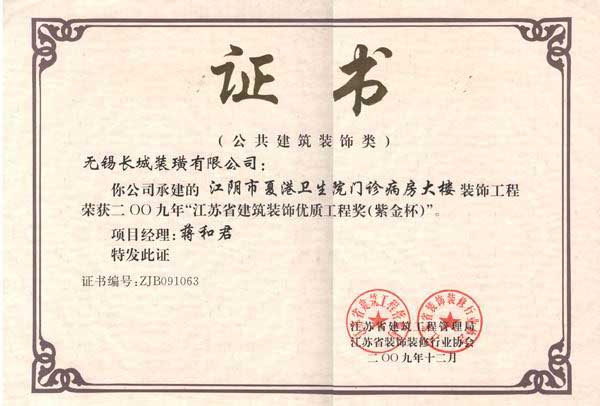 证书
(公共建筑装饰类)
无锡长城装璜有限公司:
你公司承建的 江阴市夏港卫生院门诊病房大楼 装饰工程
荣获二〇〇九年“江苏省建筑装饰优质工程奖(紫金杯)”。
项目经理:蒋和君
特发此证
证书编号:ZJB091063
江苏省建筑工程管理局
江苏省装饰装修行业协会
二〇〇九年十二月